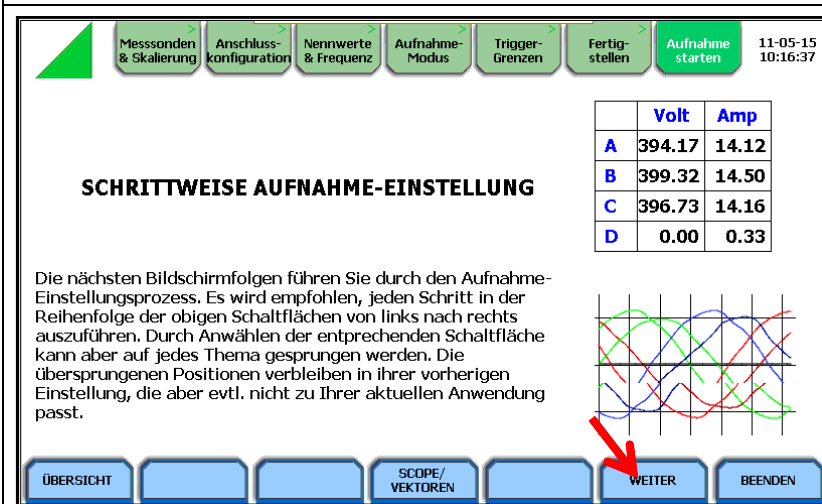 Messsonden & Skalierung
Anschluss-konfiguration
Nennwerte & Frequenz
Aufnahme-Modus
Trigger-Grenzen
Fertig-stellen
Aufnahme starten
11-05-15
10:16:37
Volt Amp
A 394.17 14.12
B 399.32 14.50
C 396.73 14.16
D 0.00 0.33
SCHRITTWEISE AUFNAHME-EINSTELLUNG
Die nächsten Bildschirmfolgen führen Sie durch den Aufnahme-
Einstellungsprozess. Es wird empfohlen, jeden Schritt in der
Reihenfolge der obigen Schaltflächen von links nach rechts
auszuführen. Durch Anwählen der entprechenden Schaltfläche
kann aber auf jedes Thema gesprungen werden. Die
übersprungenen Positionen verbleiben in ihrer vorherigen
Einstellung, die aber evtl. nicht zu Ihrer aktuellen Anwendung
passt.
ÜBERSICHT
SCOPE/
VEKTOREN
WEITER
BEENDEN